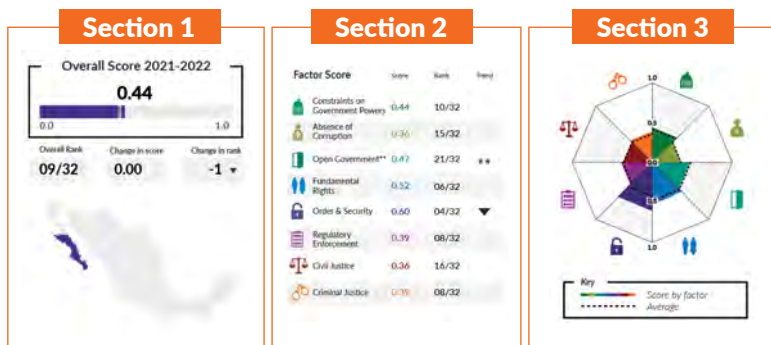 Section 1
Overall Score 2021-2022
0.44
0.0 1.0
Overall Rank Change in score Change in rank
09/32 0.00 -1
Section 2
Factor Score Score Rank Trend
Constraints on
Government Powers 0.44 10/32
Absence of
Corruption 0.36 15/32
Open Government** 0.47 21/32 **
Fundamental
Rights 0.52 06/32
Order & Security 0.60 04/32
Regulatory
Enforcement 0.39 08/32
Civil Justice 0.36 16/32
Criminal Justice 0.39 08/32
Section 3
1.0
0.5
0.0
0.5
1.0
Key
Score by factor
Average